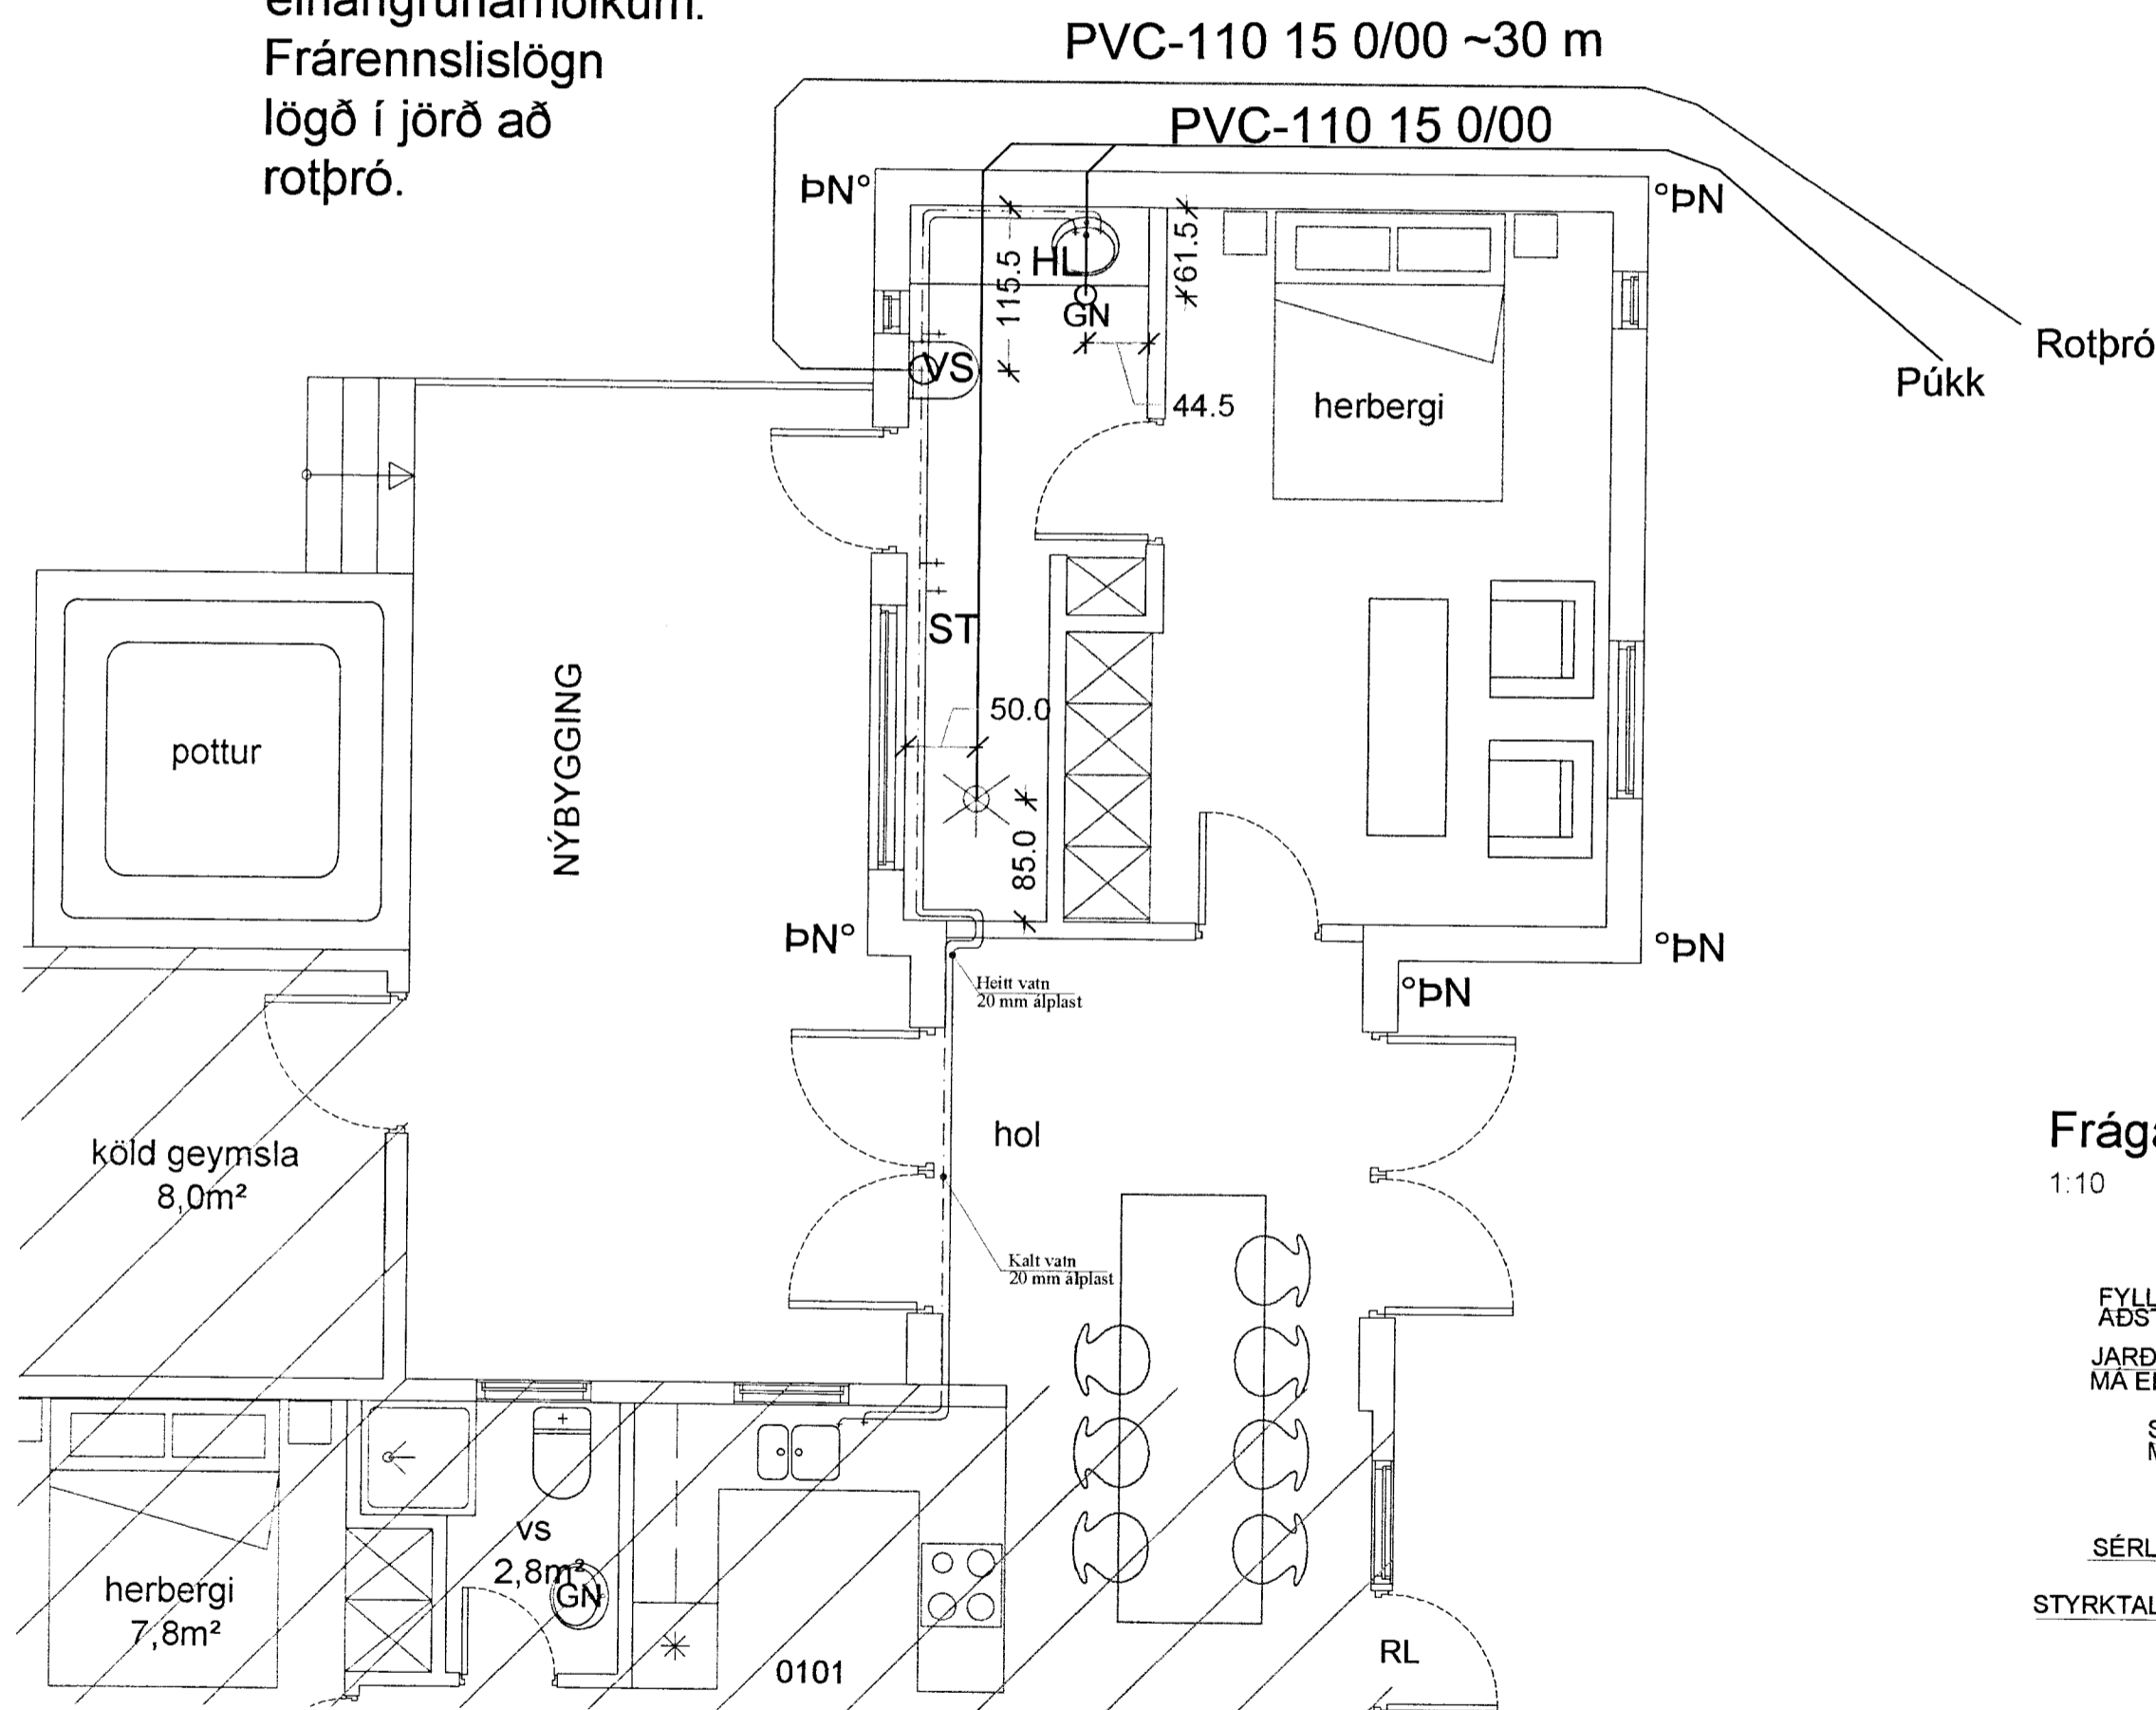 einangrunarmolkum.
Frárennslislögn
lögð í jörð að
rotþró.
PVC-110 15 0/00 ~30 m
PVC-110 15 0/00
ÞN°
°ÞN
115.5
HL
61.5
GN
VS
44.5
herbergi
Rotþró
Púkk
ST
50.0
85.0
pottur
NÝBYGGING
ÞN°
°ÞN
°ÞN
Heitt vatn
20 mm álplast
hol
köld geymsla
8,0m²
Kalt vatn
20 mm álplast
1:10
herbergi
7,8m²
vs
2,8m²
GN
0101
RL